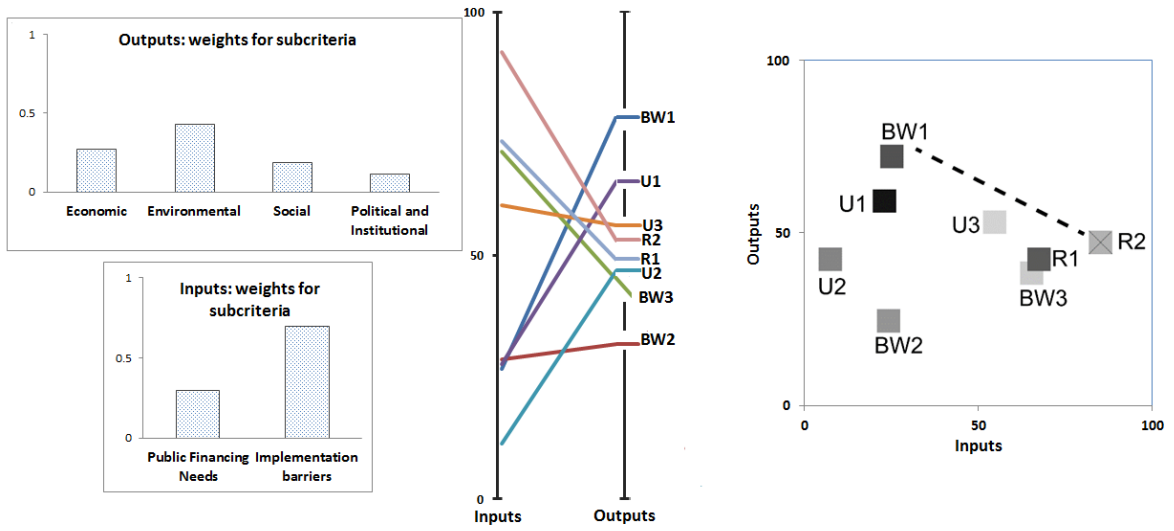 Outputs: weights for subcriteria
1
0.5
0
Economic
Environmental
Social
Political and
Institutional
Inputs: weights for
subcriteria
1
0.5
0
Public Financing
Needs
Implementation
barriers
100
50
0
Inputs
Outputs
BW1
U1
U3
R2
R1
U2
BW3
BW2
100
50
0
Outputs
BW1
U1
U3
R2
R1
U2
BW3
BW2
0
50
100
Inputs